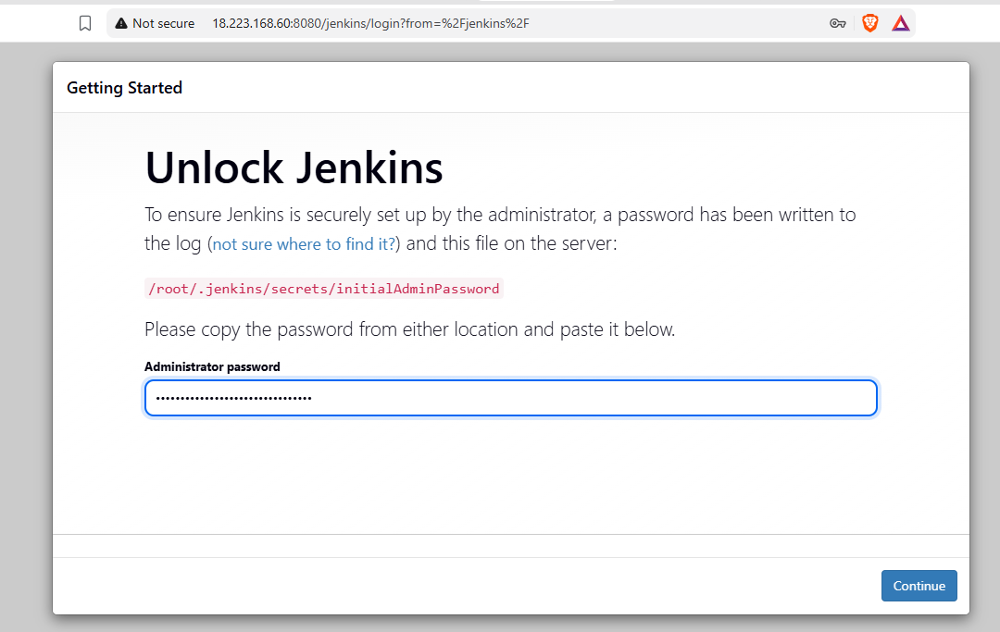 Not secure 18.223.168.60:8080/jenkins/login?from=%2Fjenkins%2F
Getting Started
Unlock Jenkins
To ensure Jenkins is securely set up by the administrator, a password has been written to
the log (not sure where to find it?) and this file on the server:
/root/.jenkins/secrets/initialAdminPassword
Please copy the password from either location and paste it below.
Administrator password
••••••••••••••••••••••••••••••••
Continue